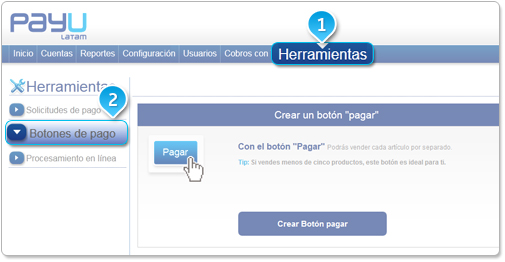 payU
LATAM
1
Inicio Cuentas Reportes Configuración Usuarios Cobros con Herramientas
Herramientas
2
Solicitudes de pago
Botones de pago
Procesamiento en línea
Crear un botón "pagar"
Pagar
Con el botón "Pagar" Podrás vender cada artículo por separado.
Tip: Si vendes menos de cinco productos, este botón es ideal para ti.
Crear Botón pagar